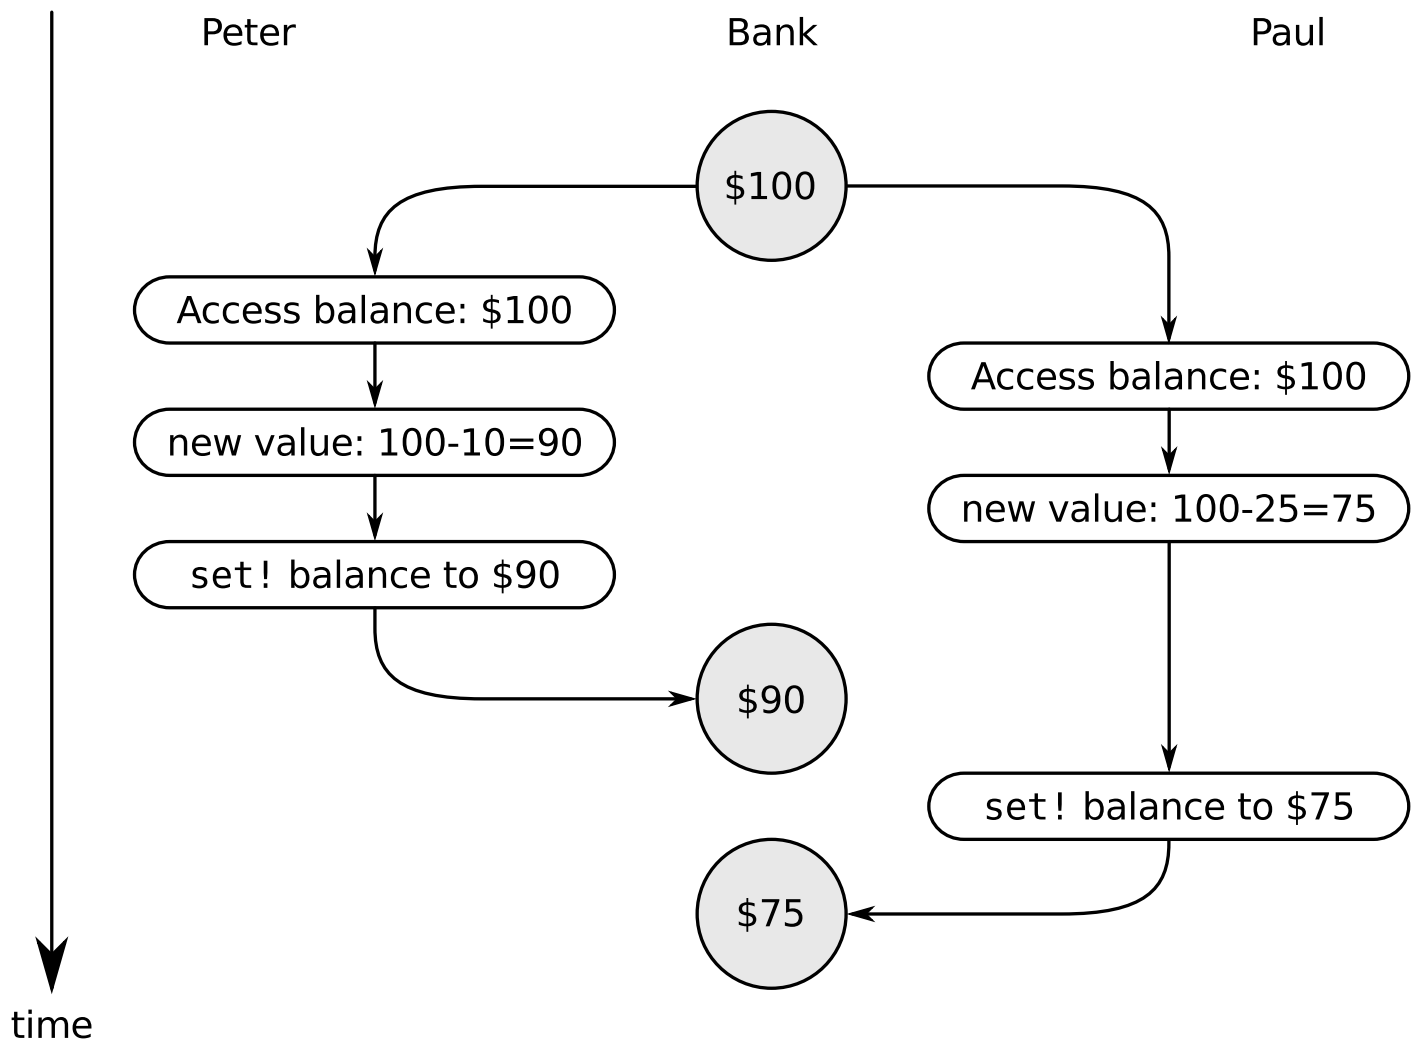 Peter
Bank
Paul
$100
Access balance: $100
Access balance: $100
new value: 100-10=90
new value: 100-25=75
set! balance to $90
$90
set! balance to $75
$75
time